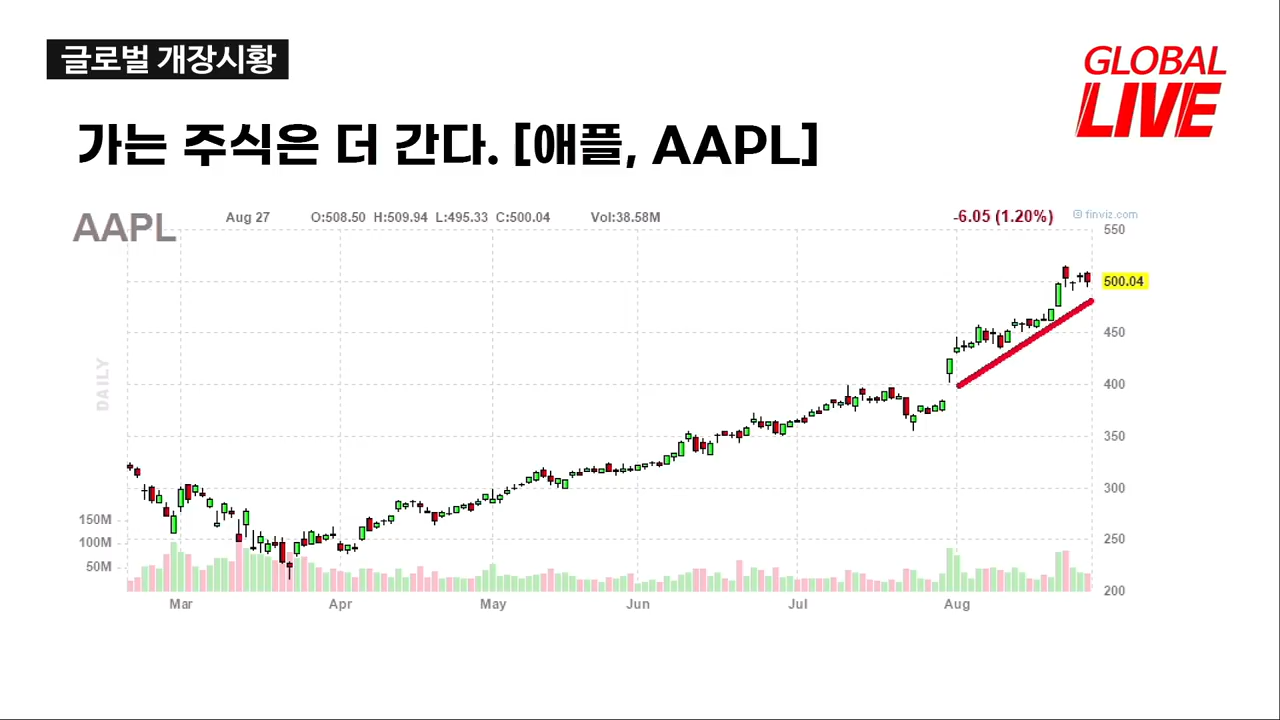 글로벌 개장시황
GLOBAL
LIVE
가는 주식은 더 간다. [애플, AAPL]
AAPL
Aug 27 O:508.50 H:509.94 L:495.33 C:500.04 Vol:38.58M
-6.05 (1.20%) © finviz.com
550
500.04
450
400
350
300
250
200
DAILY
150M
100M
50M
Mar Apr May Jun Jul Aug